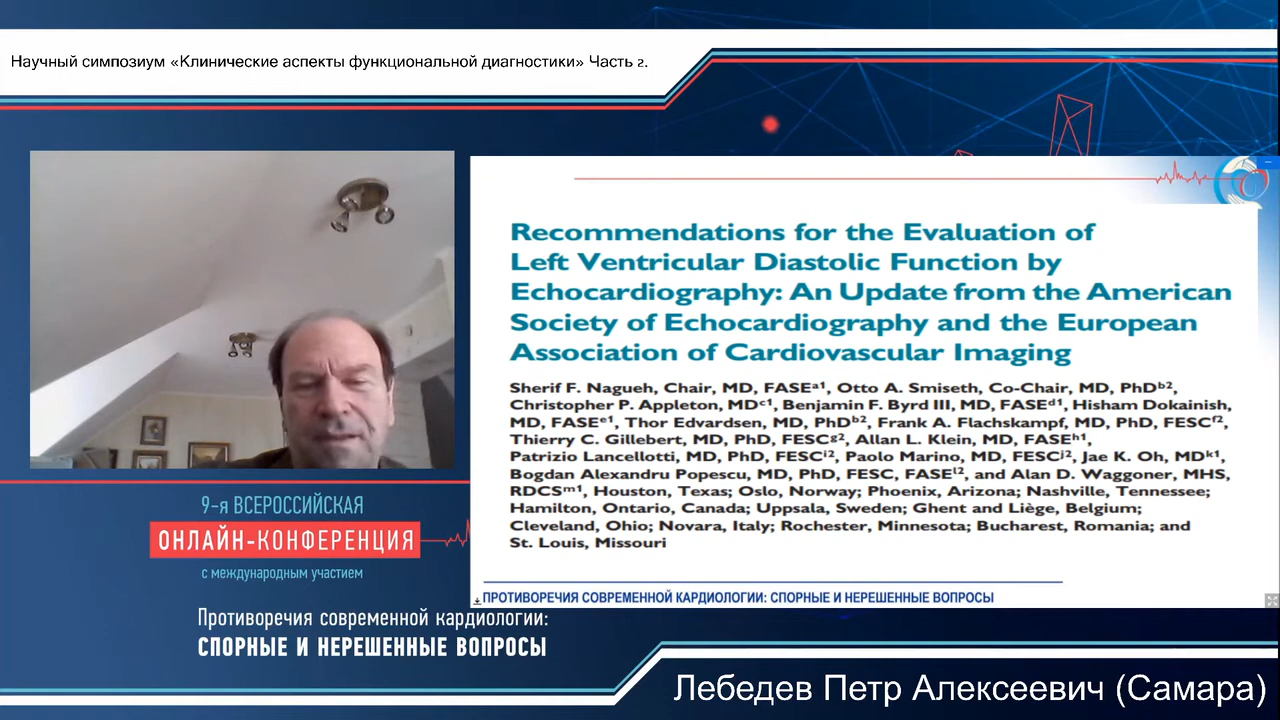 Научный симпозиум «Клинические аспекты функциональной диагностики» Часть 2.
Recommendations for the Evaluation of
Left Ventricular Diastolic Function by
Echocardiography: An Update from the American
Society of Echocardiography and the European
Association of Cardiovascular Imaging
Sherif F. Nagueh, Chair, MD, FASEa1, Otto A. Smiseth, Co-Chair, MD, PhDb2,
Christopher P. Appleton, MDc1, Benjamin F. Byrd III, MD, FASEd1, Hisham Dokainish,
MD, FASEe1, Thor Edvardsen, MD, PhDb2, Frank A. Flachskampf, MD, PhD, FESCf2,
Thierry C. Gillebert, MD, PhD, FESCg2, Allan L. Klein, MD, FASEh1,
Patrizio Lancellotti, MD, PhD, FESCi2, Paolo Marino, MD, FESCj2, Jae K. Oh, MDk1,
Bogdan Alexandru Popescu, MD, PhD, FESC, FASEl2, and Alan D. Waggoner, MHS,
RDCSm1, Houston, Texas; Oslo, Norway; Phoenix, Arizona; Nashville, Tennessee;
Hamilton, Ontario, Canada; Uppsala, Sweden; Ghent and Liège, Belgium;
Cleveland, Ohio; Novara, Italy; Rochester, Minnesota; Bucharest, Romania; and
St. Louis, Missouri
ПРОТИВОРЕЧИЯ СОВРЕМЕННОЙ КАРДИОЛОГИИ: СПОРНЫЕ И НЕРЕШЕННЫЕ ВОПРОСЫ
9-я ВСЕРОССИЙСКАЯ
ОНЛАЙН-КОНФЕРЕНЦИЯ
с международным участием
Противоречия современной кардиологии:
СПОРНЫЕ И НЕРЕШЕННЫЕ ВОПРОСЫ
Лебедев Петр Алексеевич (Самара)